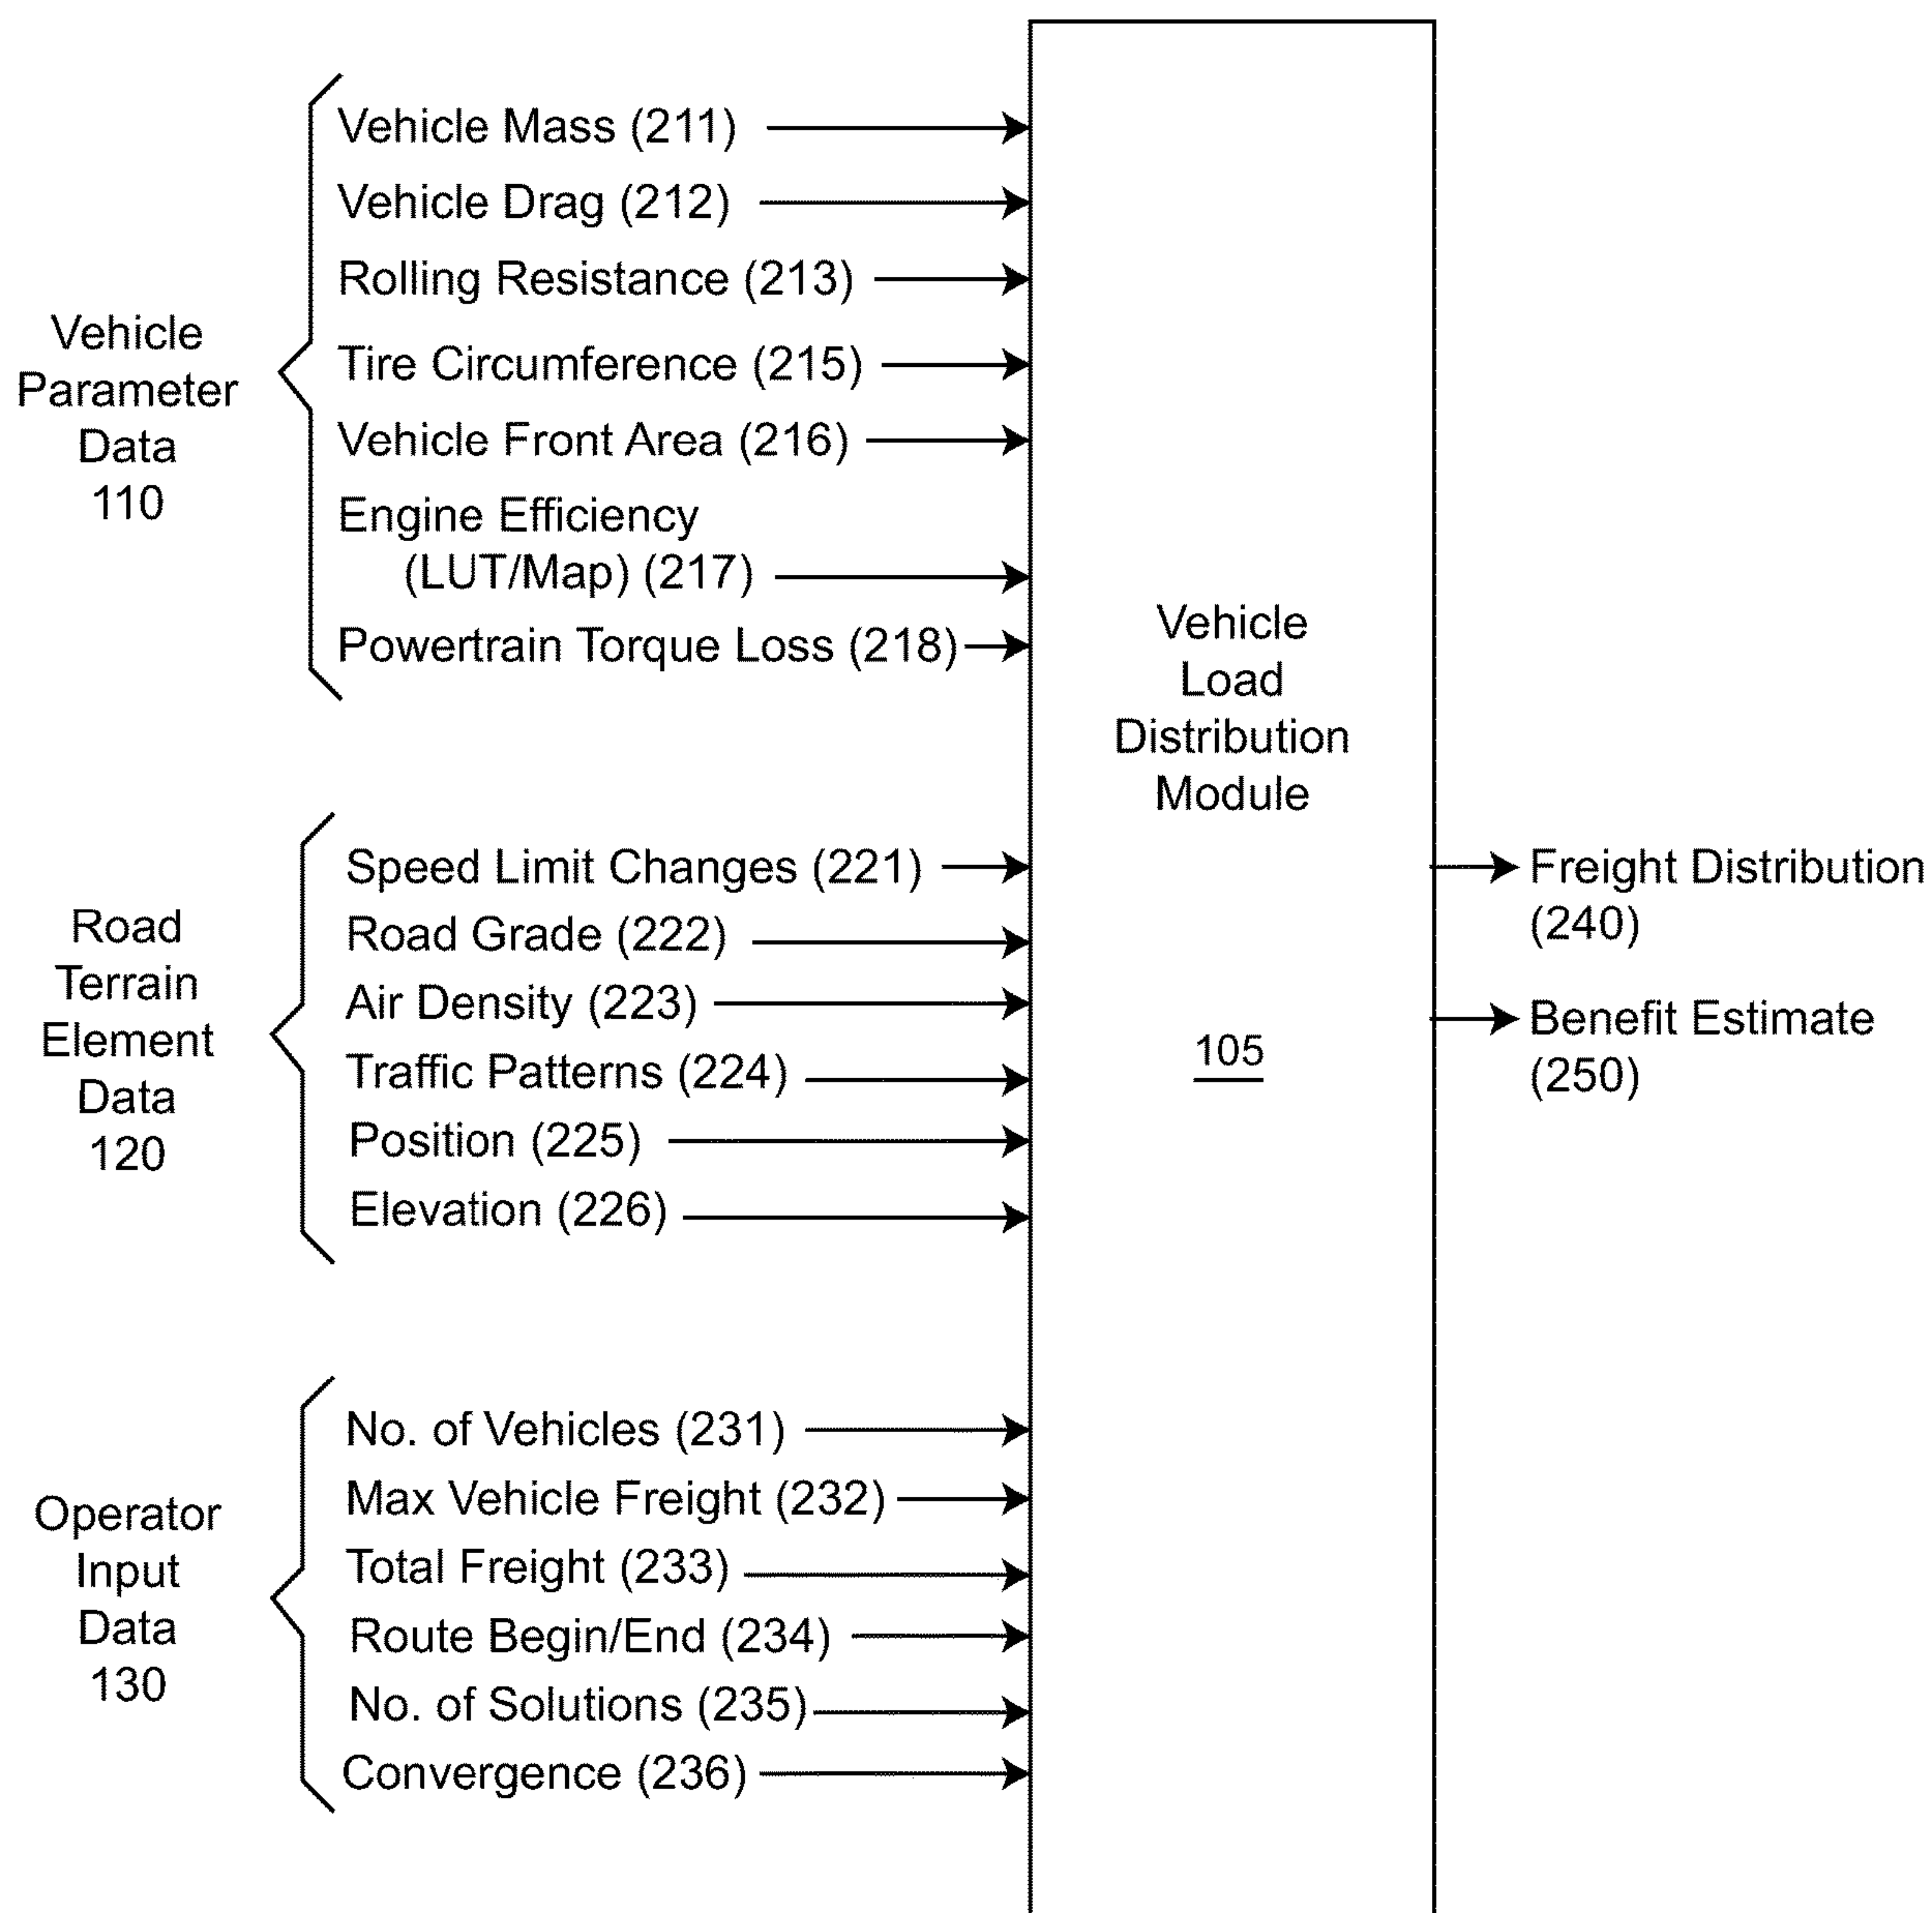 Vehicle
Parameter
Data
110
Vehicle Mass (211)
Vehicle Drag (212)
Rolling Resistance (213)
Tire Circumference (215)
Vehicle Front Area (216)
Engine Efficiency
(LUT/Map) (217)
Powertrain Torque Loss (218)
Road
Terrain
Element
Data
120
Speed Limit Changes (221)
Road Grade (222)
Air Density (223)
Traffic Patterns (224)
Position (225)
Elevation (226)
Operator
Input
Data
130
No. of Vehicles (231)
Max Vehicle Freight (232)
Total Freight (233)
Route Begin/End (234)
No. of Solutions (235)
Convergence (236)
Vehicle
Load
Distribution
Module
105
Freight Distribution
(240)
Benefit Estimate
(250)